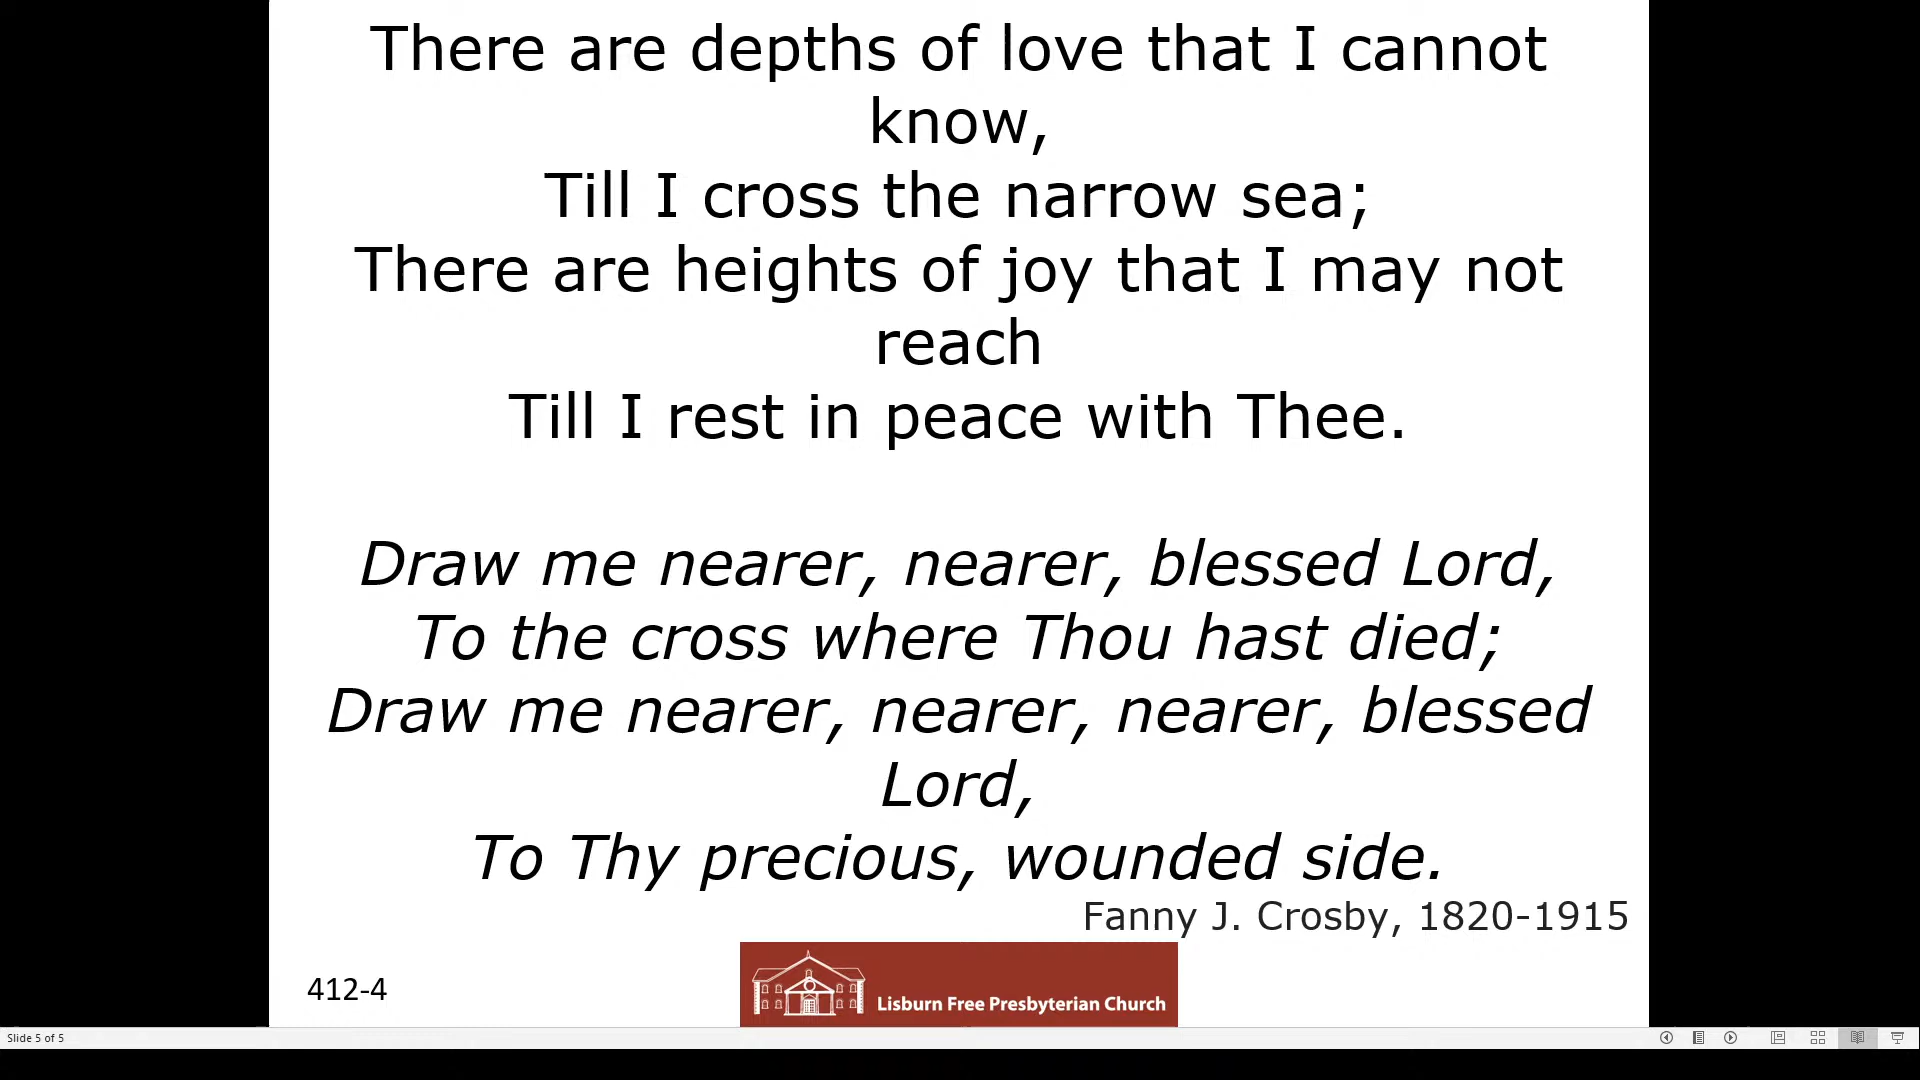 There are depths of love that I cannot
know,
Till I cross the narrow sea;
There are heights of joy that I may not
reach
Till I rest in peace with Thee.
Draw me nearer, nearer, blessed Lord,
To the cross where Thou hast died;
Draw me nearer, nearer, nearer, blessed
Lord,
To Thy precious, wounded side.
Fanny J. Crosby, 1820-1915
412-4
Lisburn Free Presbyterian Church
Slide 5 of 5